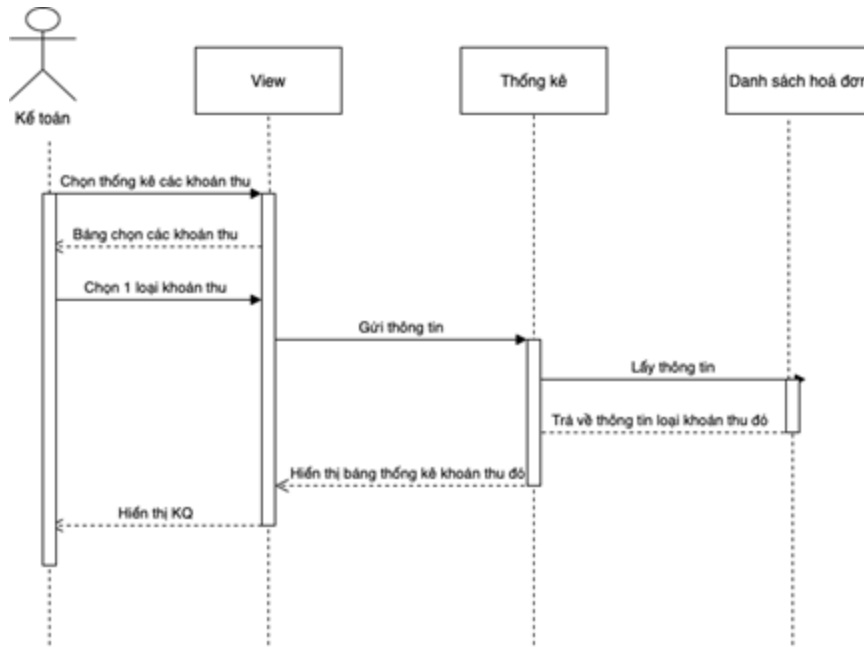 View
Thống kê
Danh sách hoá đơn
Kế toán
Chọn thống kê các khoản thu
Bảng chọn các khoản thu
Chọn 1 loại khoản thu
Gửi thông tin
Lấy thông tin
Trả về thông tin loại khoản thu đó
Hiển thị bảng thống kê khoản thu đó
Hiển thị KQ